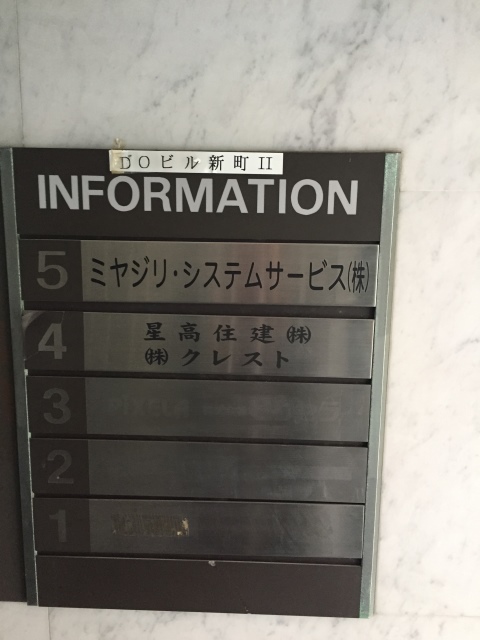 DOビル新町II
INFORMATION
5 ミヤジリ・システムサービス(株)
4 星高住建㈱
㈱クレスト
3
2
1